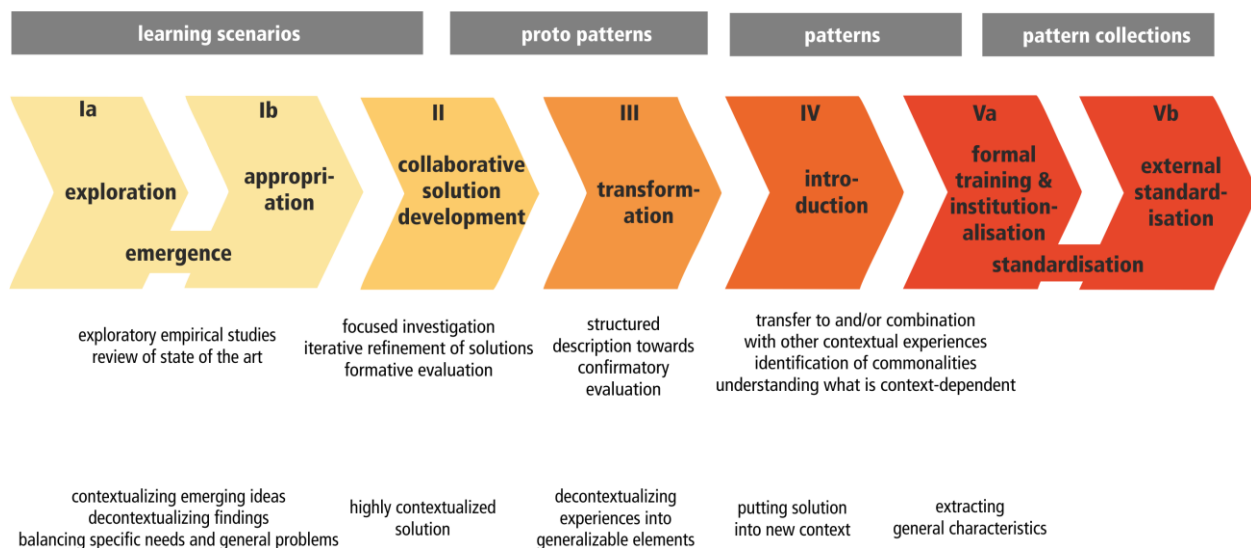 learning scenarios
proto patterns
patterns
pattern collections
Ia
exploration
Ib
appropri-
ation
emergence
II
collaborative
solution
development
III
transform-
ation
IV
intro-
duction
Va
formal
training &
institution-
alisation
Vb
external
standard-
isation
standardisation
exploratory empirical studies
review of state of the art
focused investigation
iterative refinement of solutions
formative evaluation
structured
description towards
confirmatory
evaluation
transfer to and/or combination
with other contextual experiences
identification of commonalities
understanding what is context-dependent
contextualizing emerging ideas
decontextualizing findings
balancing specific needs and general problems
highly contextualized
solution
decontextualizing
experiences into
generalizable elements
putting solution
into new context
extracting
general characteristics